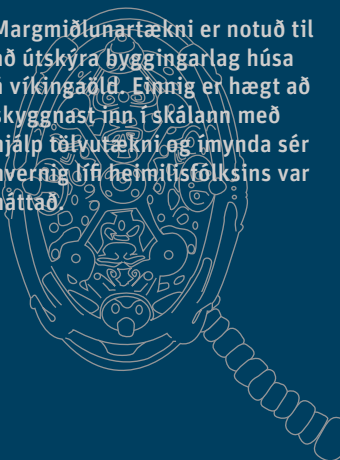 Margmiðlunartækni er notuð til
að útskýra byggingarlag húsa
á víkingaöld. Einnig er hægt að
skyggnast inn í skálann með
hjálp tölvutækni og ímynda sér
hvernig lífi heimilisfólksins var
háttað.